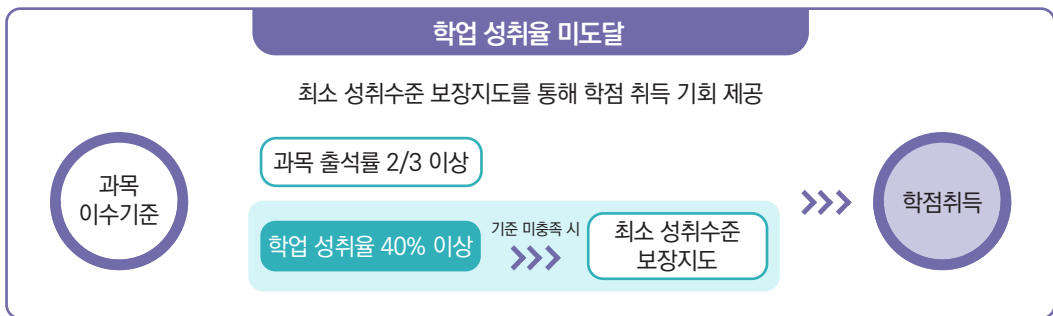 학업 성취율 미도달
최소 성취수준 보장지도를 통해 학점 취득 기회 제공
과목
이수기준
과목 출석률 2/3 이상
학업 성취율 40% 이상
기준 미충족 시
최소 성취수준
보장지도
학점취득